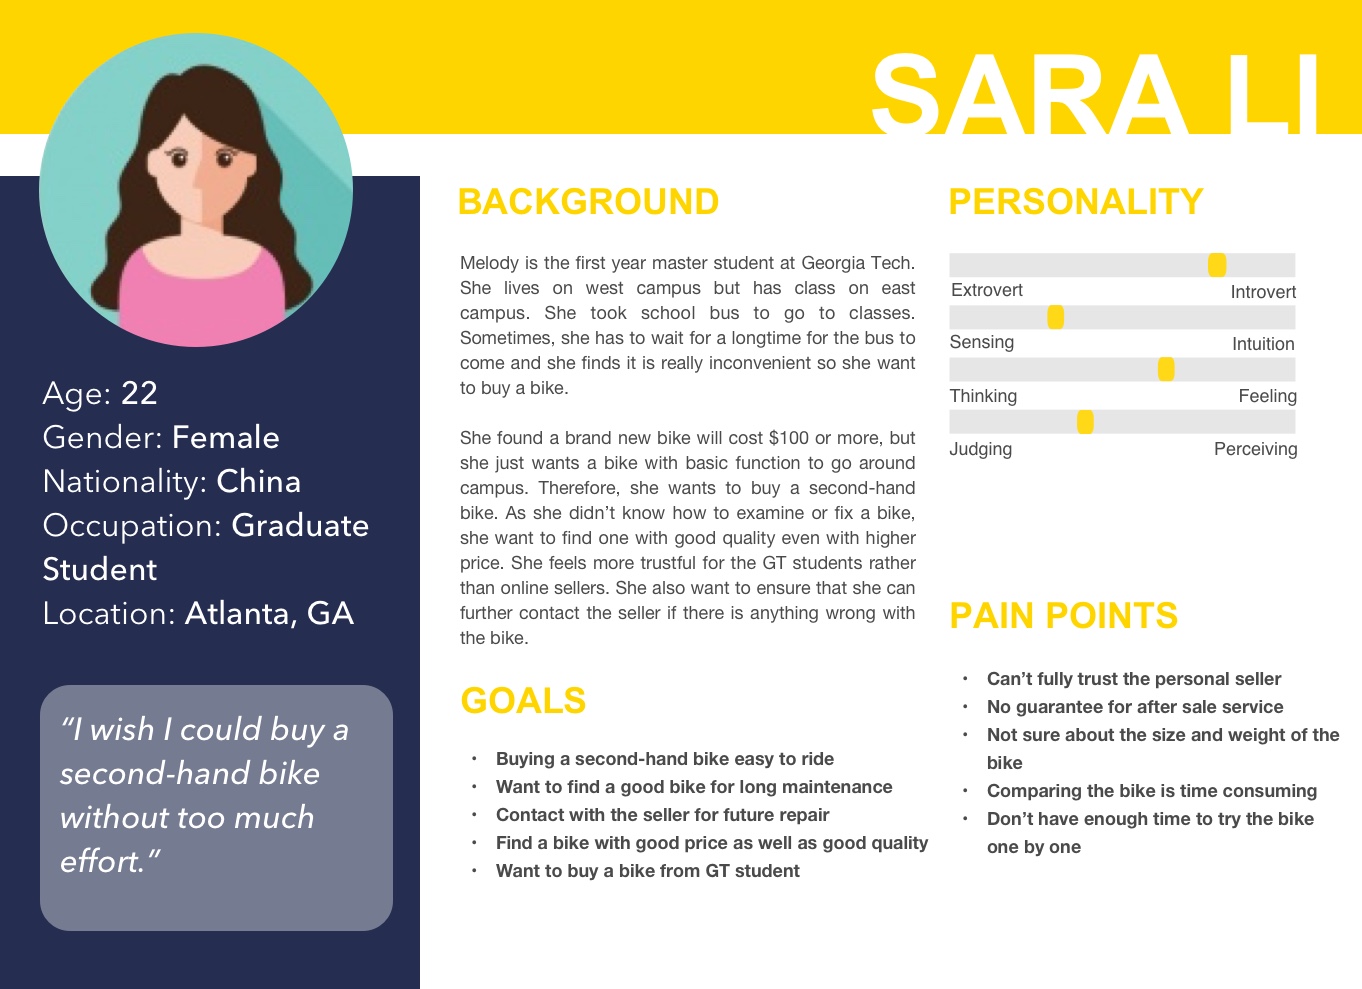 SARA LI
Age: 22
Gender: Female
Nationality: China
Occupation: Graduate
Student
Location: Atlanta, GA
“I wish I could buy a
second-hand bike
without too much
effort.”
BACKGROUND
Melody is the first year master student at Georgia Tech.
She lives on west campus but has class on east
campus. She took school bus to go to classes.
Sometimes, she has to wait for a longtime for the bus to
come and she finds it is really inconvenient so she want
to buy a bike.
She found a brand new bike will cost $100 or more, but
she just wants a bike with basic function to go around
campus. Therefore, she wants to buy a second-hand
bike. As she didn’t know how to examine or fix a bike,
she want to find one with good quality even with higher
price. She feels more trustful for the GT students rather
than online sellers. She also want to ensure that she can
further contact the seller if there is anything wrong with
the bike.
GOALS
• Buying a second-hand bike easy to ride
• Want to find a good bike for long maintenance
• Contact with the seller for future repair
• Find a bike with good price as well as good quality
• Want to buy a bike from GT student
PERSONALITY
Extrovert Introvert
Sensing Intuition
Thinking Feeling
Judging Perceiving
PAIN POINTS
• Can’t fully trust the personal seller
• No guarantee for after sale service
• Not sure about the size and weight of the
bike
• Comparing the bike is time consuming
• Don’t have enough time to try the bike
one by one